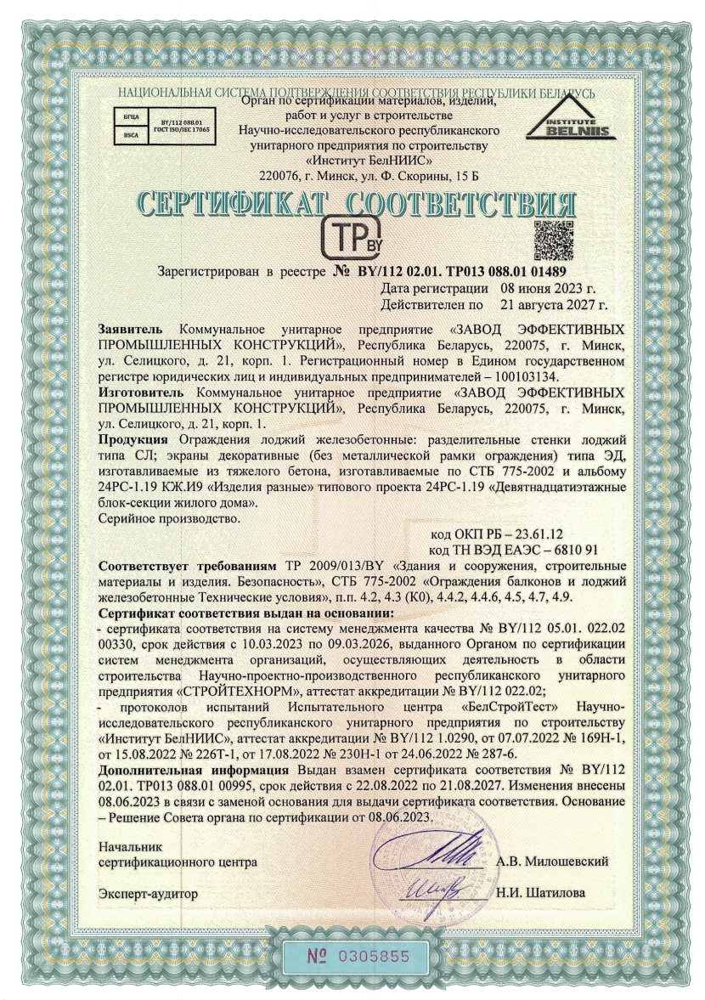 НАЦИОНАЛЬНАЯ СИСТЕМА ПОДТВЕРЖДЕНИЯ СООТВЕТСТВИЯ РЕСПУБЛИКИ БЕЛАРУСЬ
БГЦА
BSCA
BY/112 088.01
ГОСТ ISO/IEC 17065
Орган по сертификации материалов, изделий,
работ и услуг в строительстве
Научно-исследовательского республиканского
унитарного предприятия по строительству
«Институт БелНИИС»
220076, г. Минск, ул. Ф. Скорины, 15 Б
INSTITUTE
BELNIIS
СЕРТИФИКАТ СООТВЕТСТВИЯ
ТР BY
Зарегистрирован в реестре № BY/112 02.01. ТР013 088.01 01489
Дата регистрации 08 июня 2023 г.
Действителен по 21 августа 2027 г.
Заявитель Коммунальное унитарное предприятие «ЗАВОД ЭФФЕКТИВНЫХ
ПРОМЫШЛЕННЫХ КОНСТРУКЦИЙ», Республика Беларусь, 220075, г. Минск,
ул. Селицкого, д. 21, корп. 1. Регистрационный номер в Едином государственном
регистре юридических лиц и индивидуальных предпринимателей – 100103134.
Изготовитель Коммунальное унитарное предприятие «ЗАВОД ЭФФЕКТИВНЫХ
ПРОМЫШЛЕННЫХ КОНСТРУКЦИЙ», Республика Беларусь, 220075, г. Минск,
ул. Селицкого, д. 21, корп. 1.
Продукция Ограждения лоджий железобетонные: разделительные стенки лоджий
типа СЛ; экраны декоративные (без металлической рамки ограждения) типа ЭД,
изготавливаемые из тяжелого бетона, изготавливаемые по СТБ 775-2002 и альбому
24РС-1.19 КЖ.И9 «Изделия разные» типового проекта 24РС-1.19 «Девятнадцатиэтажные
блок-секции жилого дома».
Серийное производство.
код ОКП РБ – 23.61.12
код ТН ВЭД ЕАЭС – 6810 91
Соответствует требованиям ТР 2009/013/BY «Здания и сооружения, строительные
материалы и изделия. Безопасность», СТБ 775-2002 «Ограждения балконов и лоджий
железобетонные Технические условия», п.п. 4.2, 4.3 (К0), 4.4.2, 4.4.6, 4.5, 4.7, 4.9.
Сертификат соответствия выдан на основании:
- сертификата соответствия на систему менеджмента качества № BY/112 05.01. 022.02
00330, срок действия с 10.03.2023 по 09.03.2026, выданного Органом по сертификации
систем менеджмента организаций, осуществляющих деятельность в области
строительства Научно-проектно-производственного республиканского унитарного
предприятия «СТРОЙТЕХНОРМ», аттестат аккредитации № BY/112 022.02;
- протоколов испытаний Испытательного центра «БелСтройТест» Научно-
исследовательского республиканского унитарного предприятия по строительству
«Институт БелНИИС», аттестат аккредитации № BY/112 1.0290, от 07.07.2022 № 169Н-1,
от 15.08.2022 № 226Т-1, от 17.08.2022 № 230Н-1 от 24.06.2022 № 287-6.
Дополнительная информация Выдан взамен сертификата соответствия № BY/112
02.01. ТР013 088.01 00995, срок действия с 22.08.2022 по 21.08.2027. Изменения внесены
08.06.2023 в связи с заменой основания для выдачи сертификата соответствия. Основание
– Решение Совета органа по сертификации от 08.06.2023.
Начальник
сертификационного центра
А.В. Милошевский
Эксперт-аудитор
Н.И. Шатилова
№ 0305855